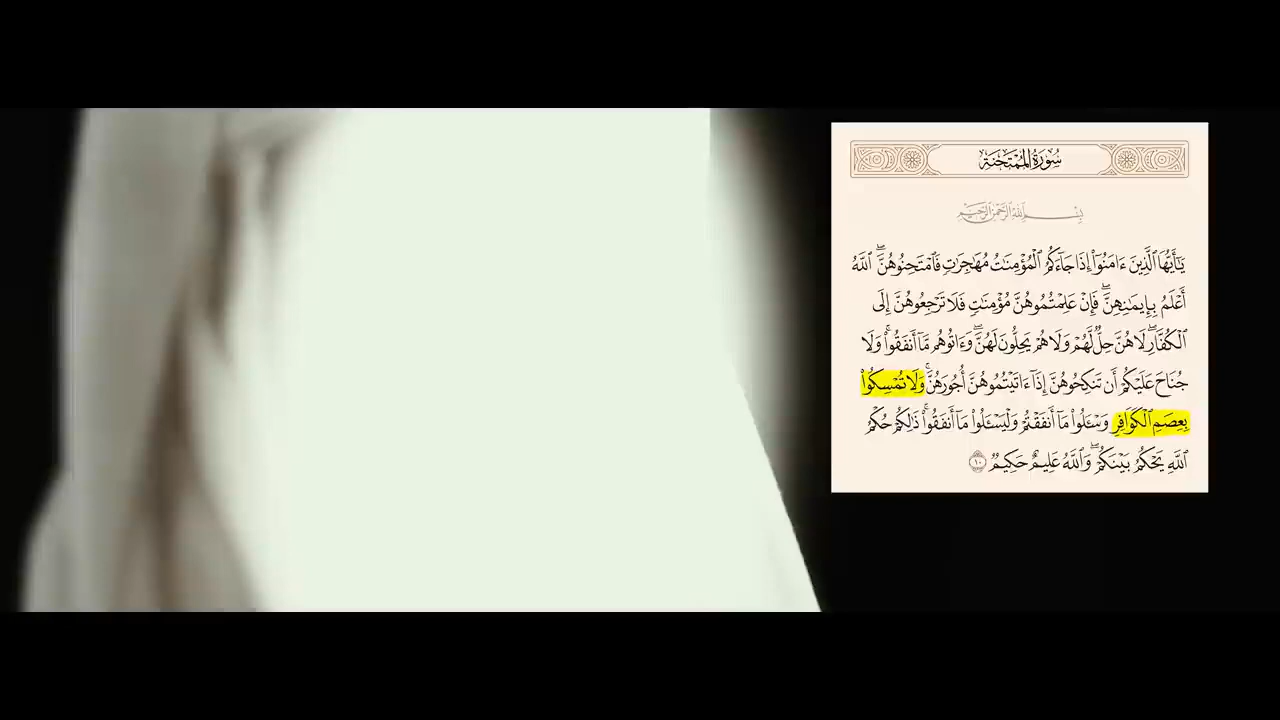 سُورَةُ المُمْتَحنَةِ
بِسْمِ ٱللَّهِ ٱلرَّحْمَٰنِ ٱلرَّحِيمِ
يَٰٓأَيُّهَا ٱلَّذِينَ ءَامَنُوٓا۟ إِذَا جَآءَكُمُ ٱلْمُؤْمِنَٰتُ مُهَٰجِرَٰتٍ فَٱمْتَحِنُوهُنَّ ۖ ٱللَّهُ
أَعْلَمُ بِإِيمَٰنِهِنَّ ۖ فَإِنْ عَلِمْتُمُوهُنَّ مُؤْمِنَٰتٍ فَلَا تَرْجِعُوهُنَّ إِلَى
ٱلْكُفَّارِ ۖ لَا هُنَّ حِلٌّ لَّهُمْ وَلَا هُمْ يَحِلُّونَ لَهُنَّ ۖ وَءَاتُوهُم مَّآ أَنفَقُوا۟ ۚ وَلَا
جُنَاحَ عَلَيْكُمْ أَن تَنكِحُوهُنَّ إِذَآ ءَاتَيْتُمُوهُنَّ أُجُورَهُنَّ ۚ وَلَا تُمْسِكُوا۟
بِعِصَمِ ٱلْكَوَافِرِ وَسْـَٔلُوا۟ مَآ أَنفَقْتُمْ وَلْيَسْـَٔلُوا۟ مَآ أَنفَقُوا۟ ۚ ذَٰلِكُمْ حُكْمُ
ٱللَّهِ يَحْكُمُ بَيْنَكُمْ ۖ وَٱللَّهُ عَلِيمٌ حَكِيمٌ ١٠